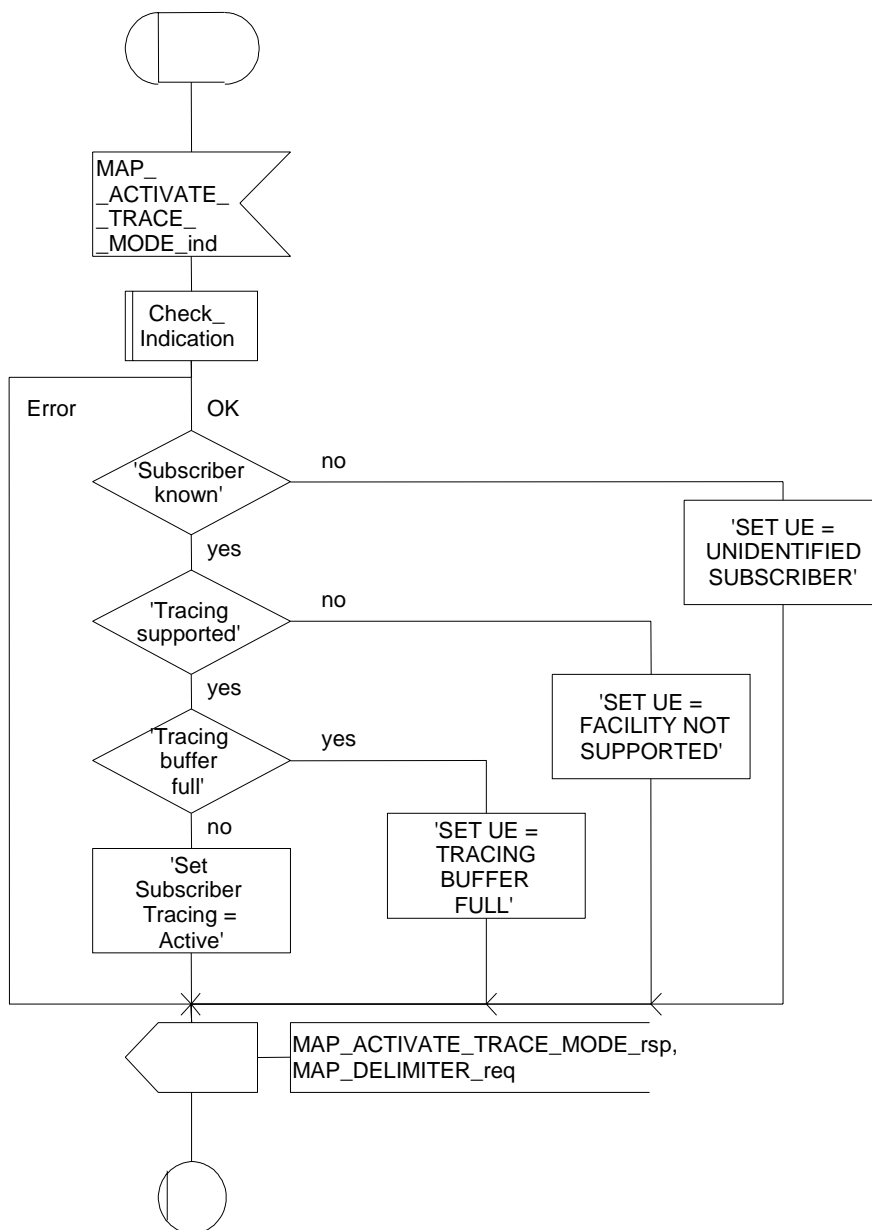 MAP_
_ACTIVATE_
_TRACE_
_MODE_ind
Check_
Indication
Error
OK
'Subscriber
known'
no
yes
'SET UE =
UNIDENTIFIED
SUBSCRIBER'
'Tracing
supported'
no
yes
'SET UE =
FACILITY NOT
SUPPORTED'
'Tracing
buffer
full'
yes
no
'SET UE =
TRACING
BUFFER
FULL'
'Set
Subscriber
Tracing =
Active'
MAP_ACTIVATE_TRACE_MODE_rsp,
MAP_DELIMITER_req